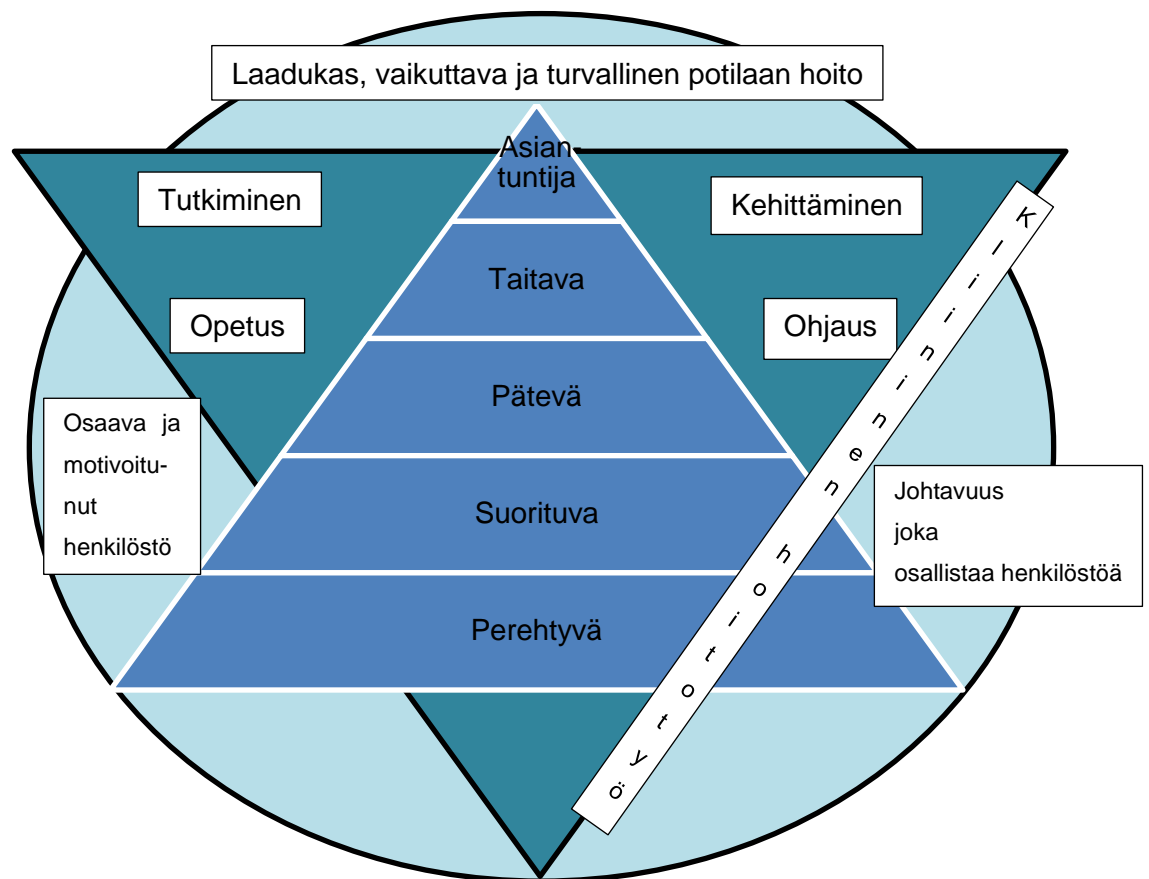 Laadukas, vaikuttava ja turvallinen potilaan hoito
Asian-
tuntija
Tutkiminen
Kehittäminen
Taitava
Opetus
Ohjaus
Pätevä
Osaava ja
motivoitu-
nut
henkilöstö
Kliininen hoitotyö
Johtavuus
joka
osallistaa henkilöstöä
Suorituva
Perehtyvä